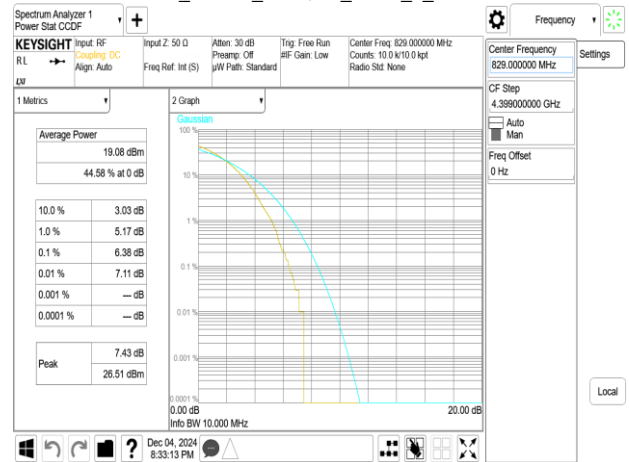 Spectrum Analyzer 1
Power Stat CCDF
Frequency
KEYSIGHT
RL
LXI
Input: RF
Coupling: DC
Align: Auto
Input Z: 50 Ω
Freq Ref: Int (S)
Atten: 30 dB
Preamp: Off
µW Path: Standard
Trig: Free Run
#IF Gain: Low
Center Freq: 829.000000 MHz
Counts: 10.0 k/10.0 kpt
Radio Std: None
Center Frequency
829.000000 MHz
Settings
CF Step
4.399000000 GHz
Auto
Man
Freq Offset
0 Hz
1 Metrics
Average Power
19.08 dBm
44.58 % at 0 dB
10.0 % 3.03 dB
1.0 % 5.17 dB
0.1 % 6.38 dB
0.01 % 7.11 dB
0.001 % --- dB
0.0001 % --- dB
Peak
7.43 dB
26.51 dBm
2 Graph
Gaussian
100 %
10 %
1 %
0.1 %
0.01 %
0.001 %
0.0001 %
0.00 dB 20.00 dB
Info BW 10.000 MHz
Local
?
Dec 04, 2024
8:33:13 PM